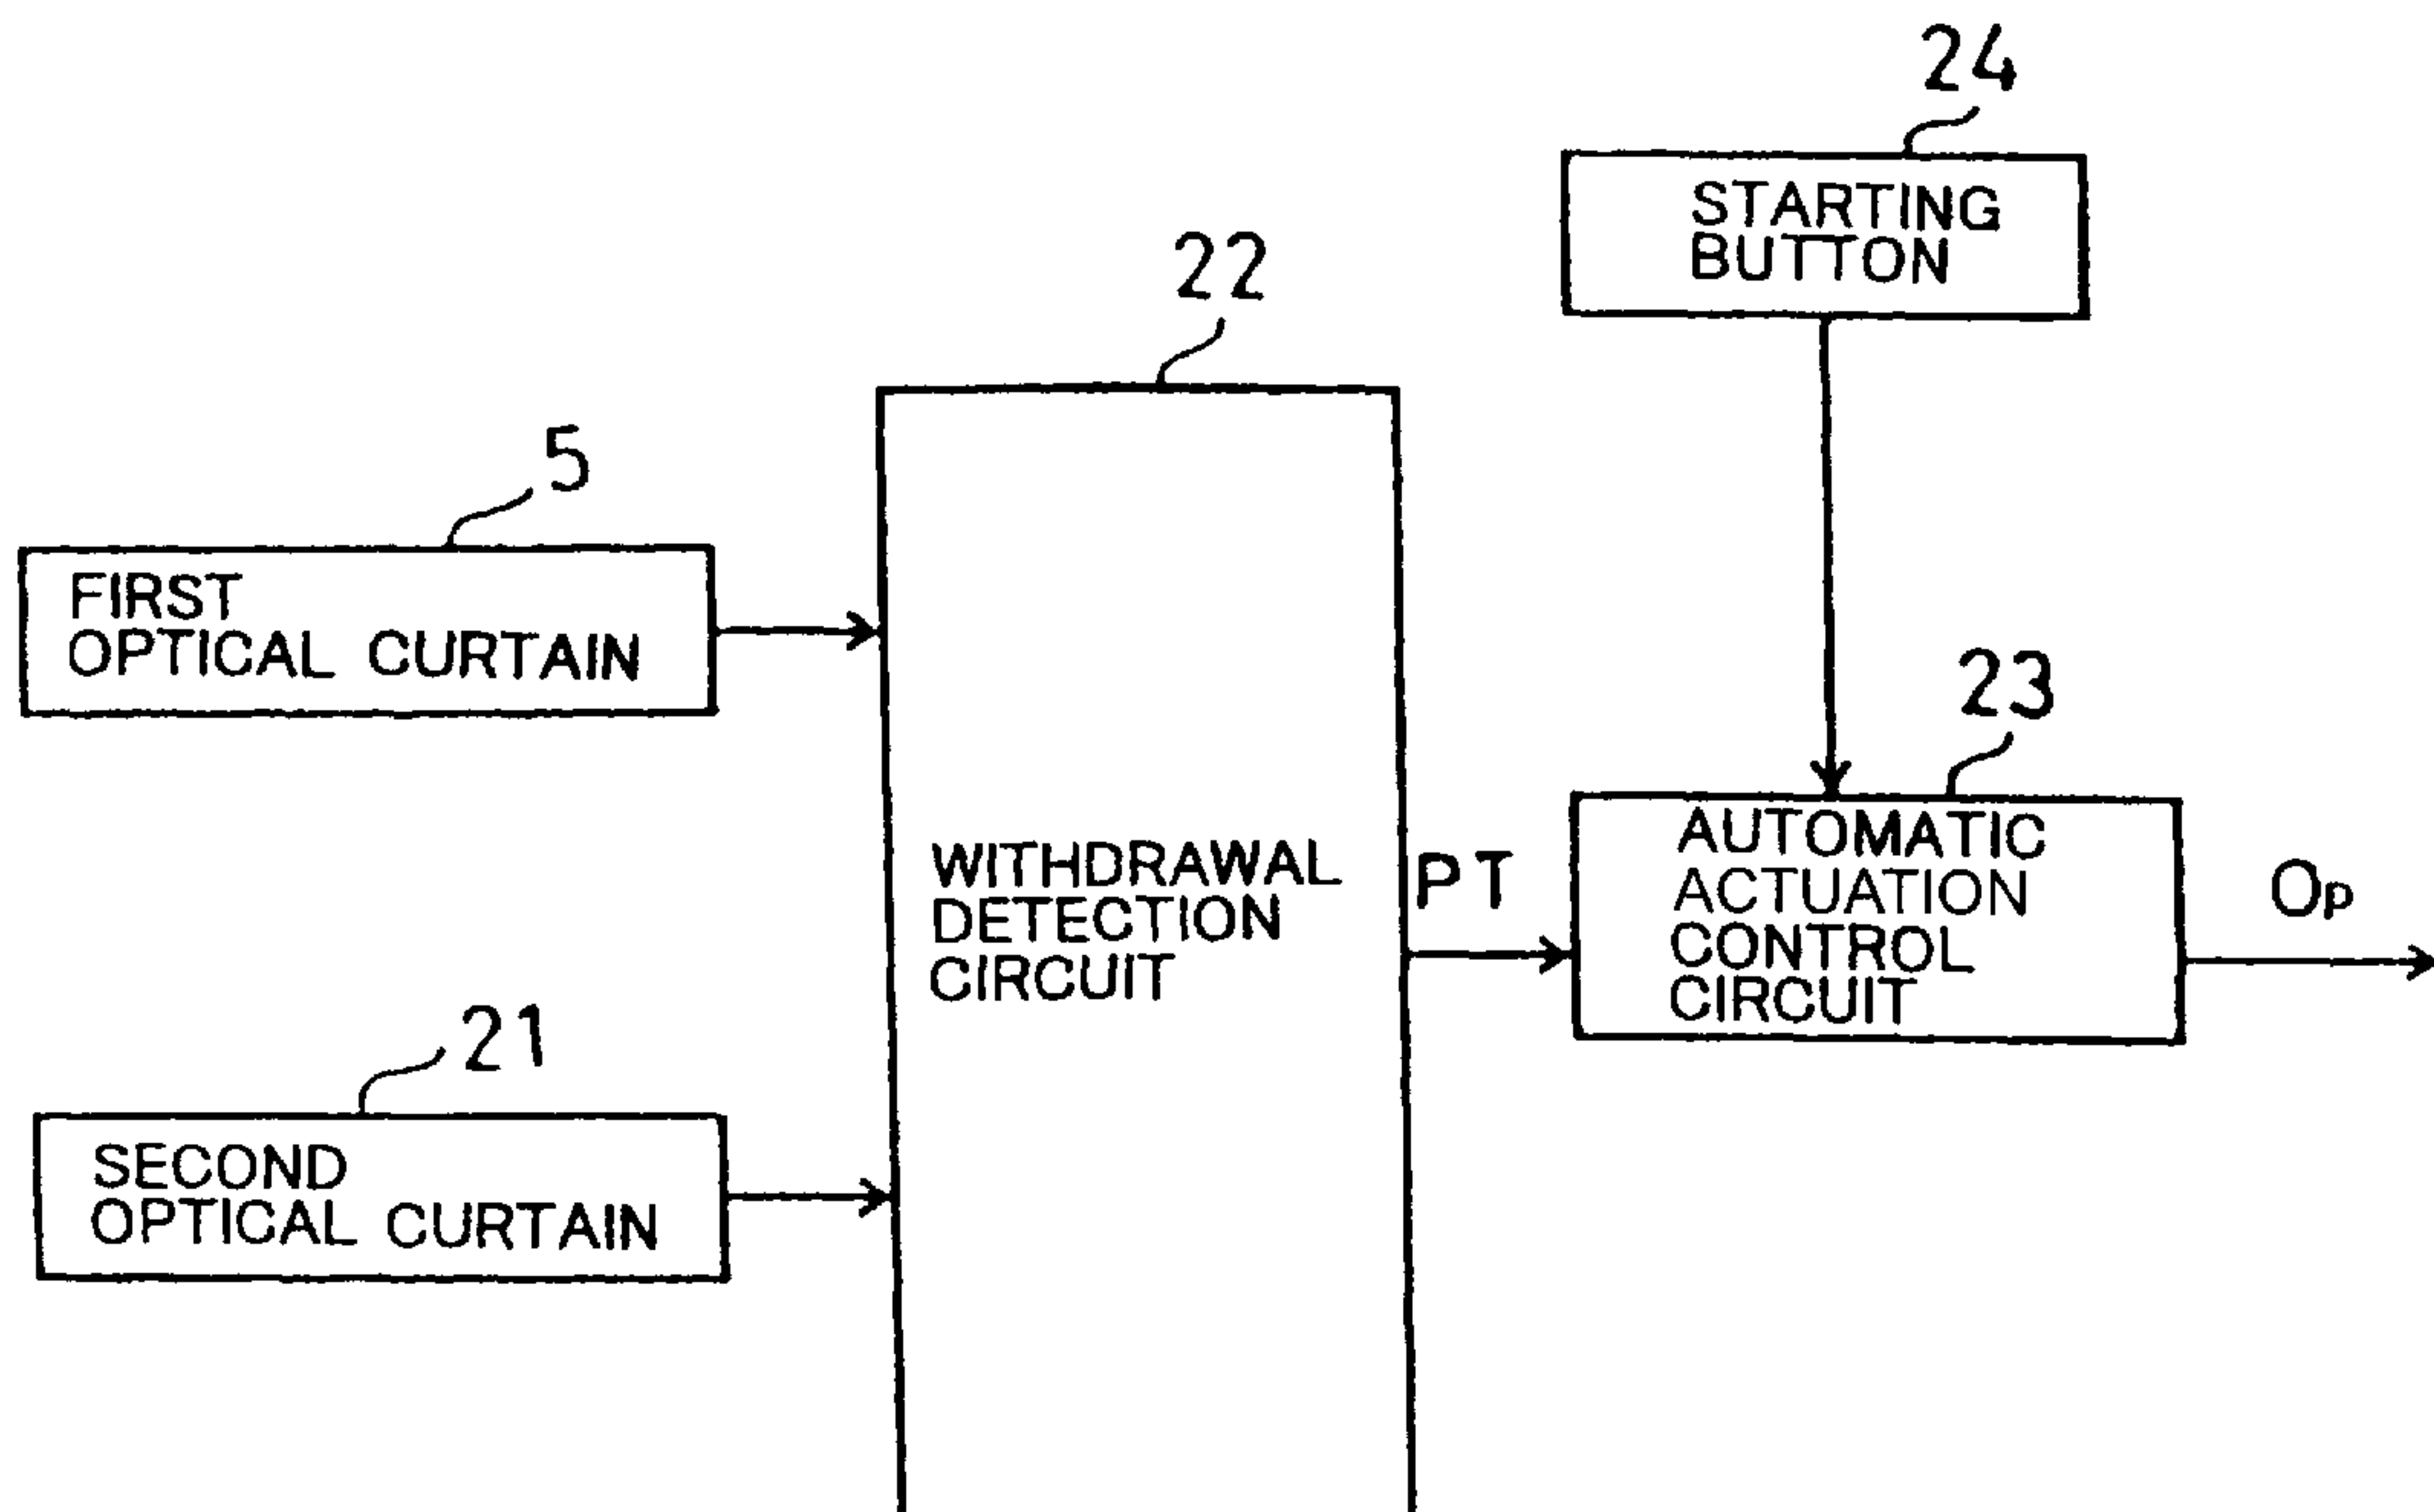 24
STARTING
BUTTON
22
5
FIRST
OPTICAL CURTAIN
23
WITHDRAWAL
DETECTION
CIRCUIT
PT
AUTOMATIC
ACTUATION
CONTROL
CIRCUIT
Op
21
SECOND
OPTICAL CURTAIN